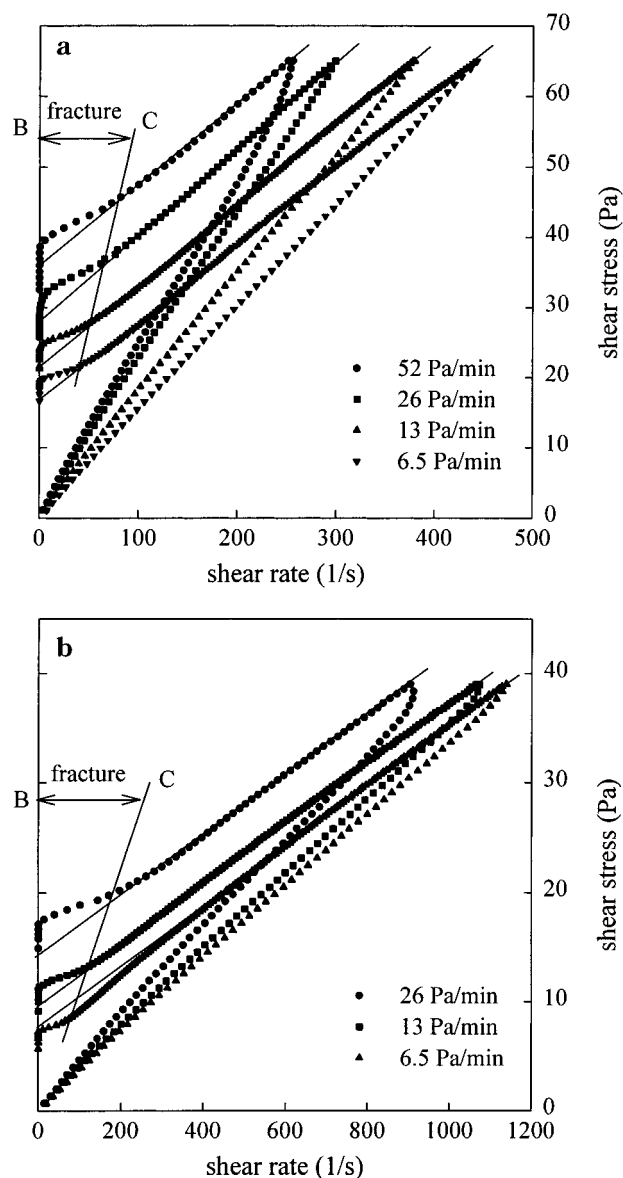 a
70
60
50
40
30
20
10
0
shear stress (Pa)
B
fracture
C
52 Pa/min
26 Pa/min
13 Pa/min
6.5 Pa/min
0 100 200 300 400 500
shear rate (1/s)
b
40
30
20
10
0
shear stress (Pa)
B
fracture
C
26 Pa/min
13 Pa/min
6.5 Pa/min
0 200 400 600 800 1000 1200
shear rate (1/s)